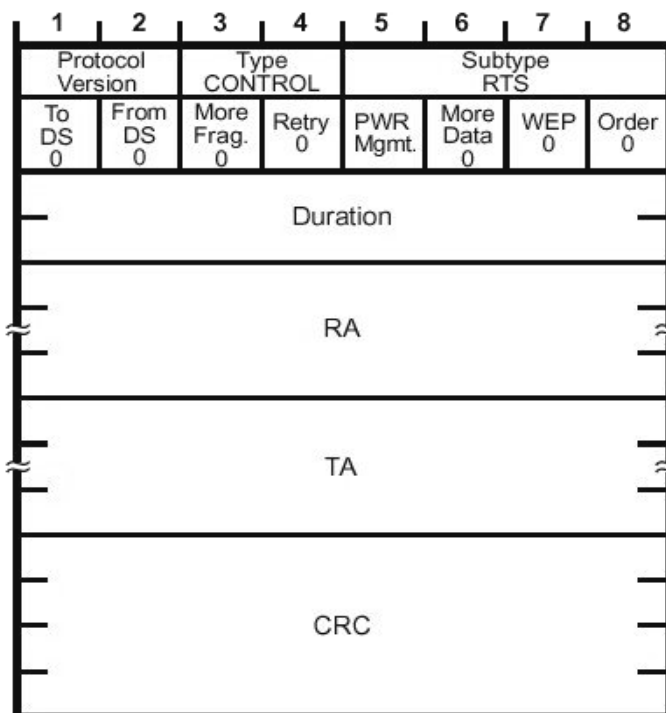 1 2 3 4 5 6 7 8
Protocol Type Subtype
Version CONTROL RTS
To From More Retry PWR More WEP Order
DS DS Frag. 0 Mgmt. Data 0 0
0 0 0 0
Duration
RA
TA
CRC